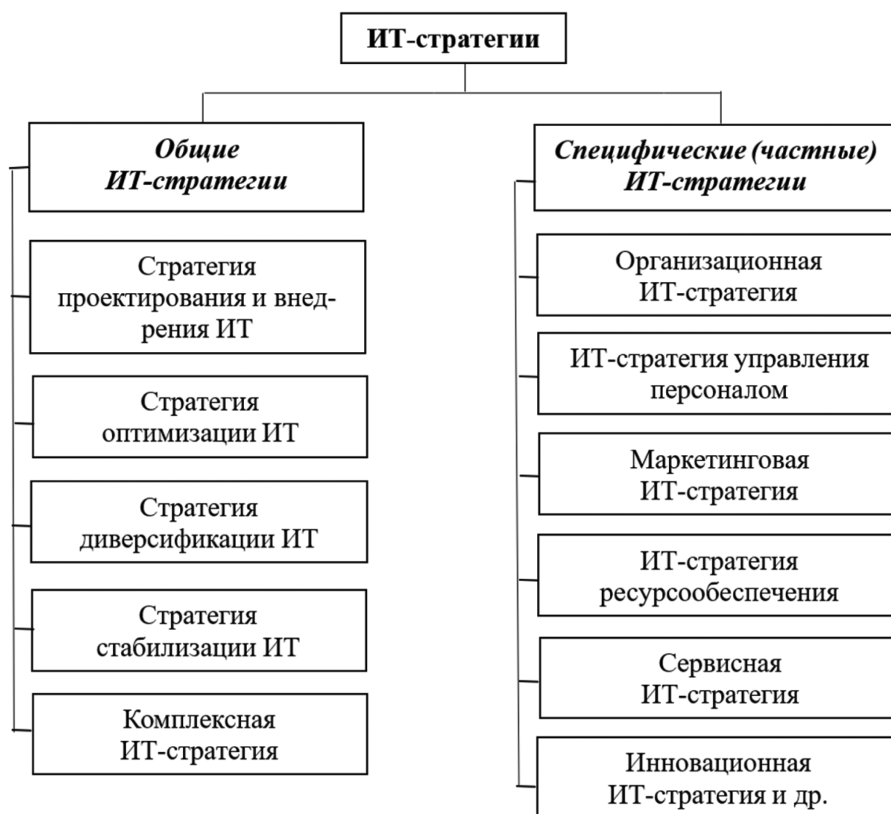 ИТ-стратегии
Общие
ИТ-стратегии
Стратегия
проектирования и внед-
рения ИТ
Стратегия
оптимизации ИТ
Стратегия
диверсификации ИТ
Стратегия
стабилизации ИТ
Комплексная
ИТ-стратегия
Специфические (частные)
ИТ-стратегии
Организационная
ИТ-стратегия
ИТ-стратегия управления
персоналом
Маркетинговая
ИТ-стратегия
ИТ-стратегия
ресурсообеспечения
Сервисная
ИТ-стратегия
Инновационная
ИТ-стратегия и др.